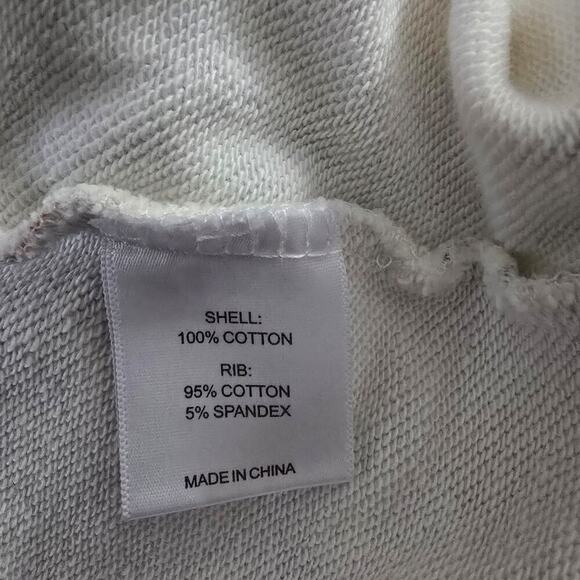 SHELL:
100% COTTON
RIB:
95% COTTON
5% SPANDEX
MADE IN CHINA